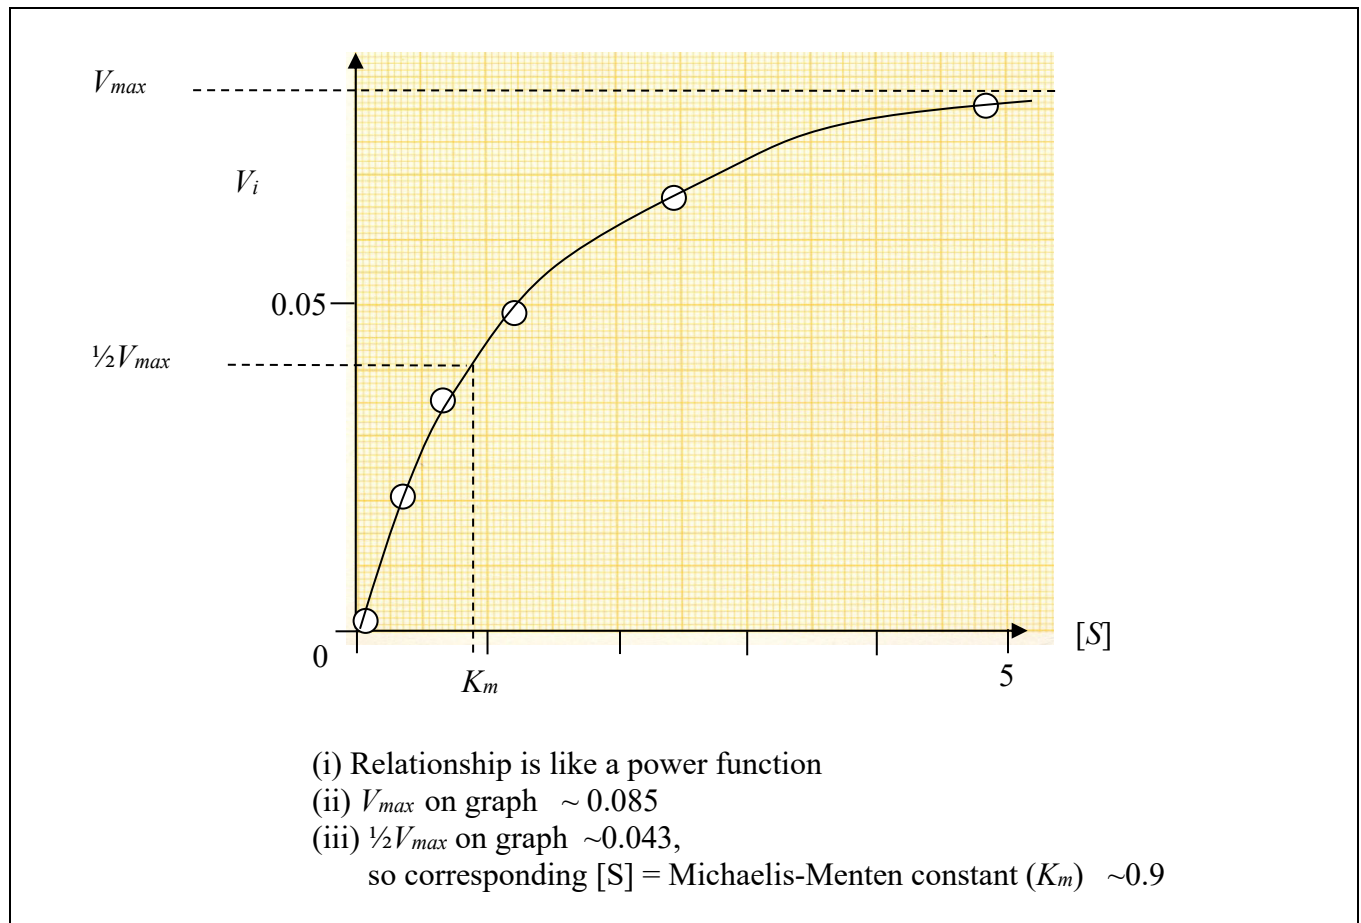 Vmax
Vi
0.05
½Vmax
0
Km
5
[S]
(i) Relationship is like a power function
(ii) Vmax on graph ~ 0.085
(iii) ½Vmax on graph ~0.043,
so corresponding [S] = Michaelis-Menten constant (Km) ~0.9